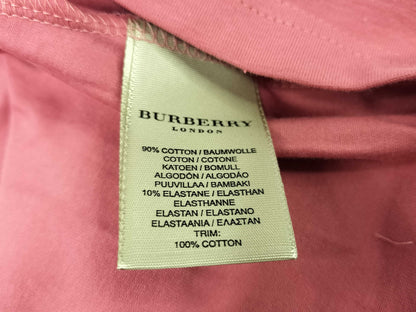 BURBERRY
LONDON
90% COTTON / BAUMWOLLE
COTON / COTONE
KATOEN / BOMULL
ALGODÓN / ALGODÃO
PUUVILLAA / BAMBAKI
10% ELASTANE / ELASTHAN
ELASTHANNE
ELASTAN / ELASTANO
ELASTAANIA / ΕΛΑΣΤΑΝ
TRIM:
100% COTTON